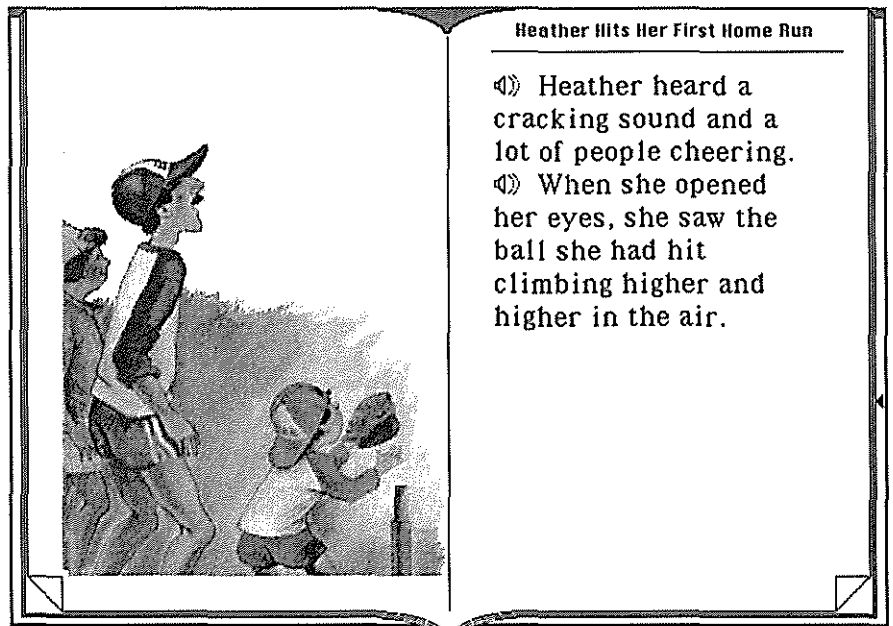 Heather Hits Her First Home Run
Heather heard a
cracking sound and a
lot of people cheering.
When she opened
her eyes, she saw the
ball she had hit
climbing higher and
higher in the air.